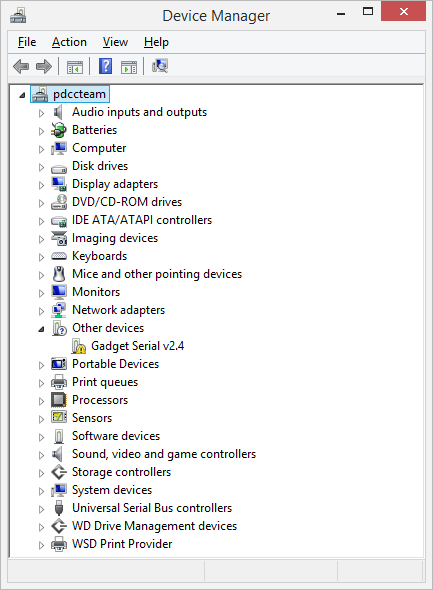 Device Manager
File Action View Help
pdccteam
Audio inputs and outputs
Batteries
Computer
Disk drives
Display adapters
DVD/CD-ROM drives
IDE ATA/ATAPI controllers
Imaging devices
Keyboards
Mice and other pointing devices
Monitors
Network adapters
Other devices
Gadget Serial v2.4
Portable Devices
Print queues
Processors
Sensors
Software devices
Sound, video and game controllers
Storage controllers
System devices
Universal Serial Bus controllers
WD Drive Management devices
WSD Print Provider